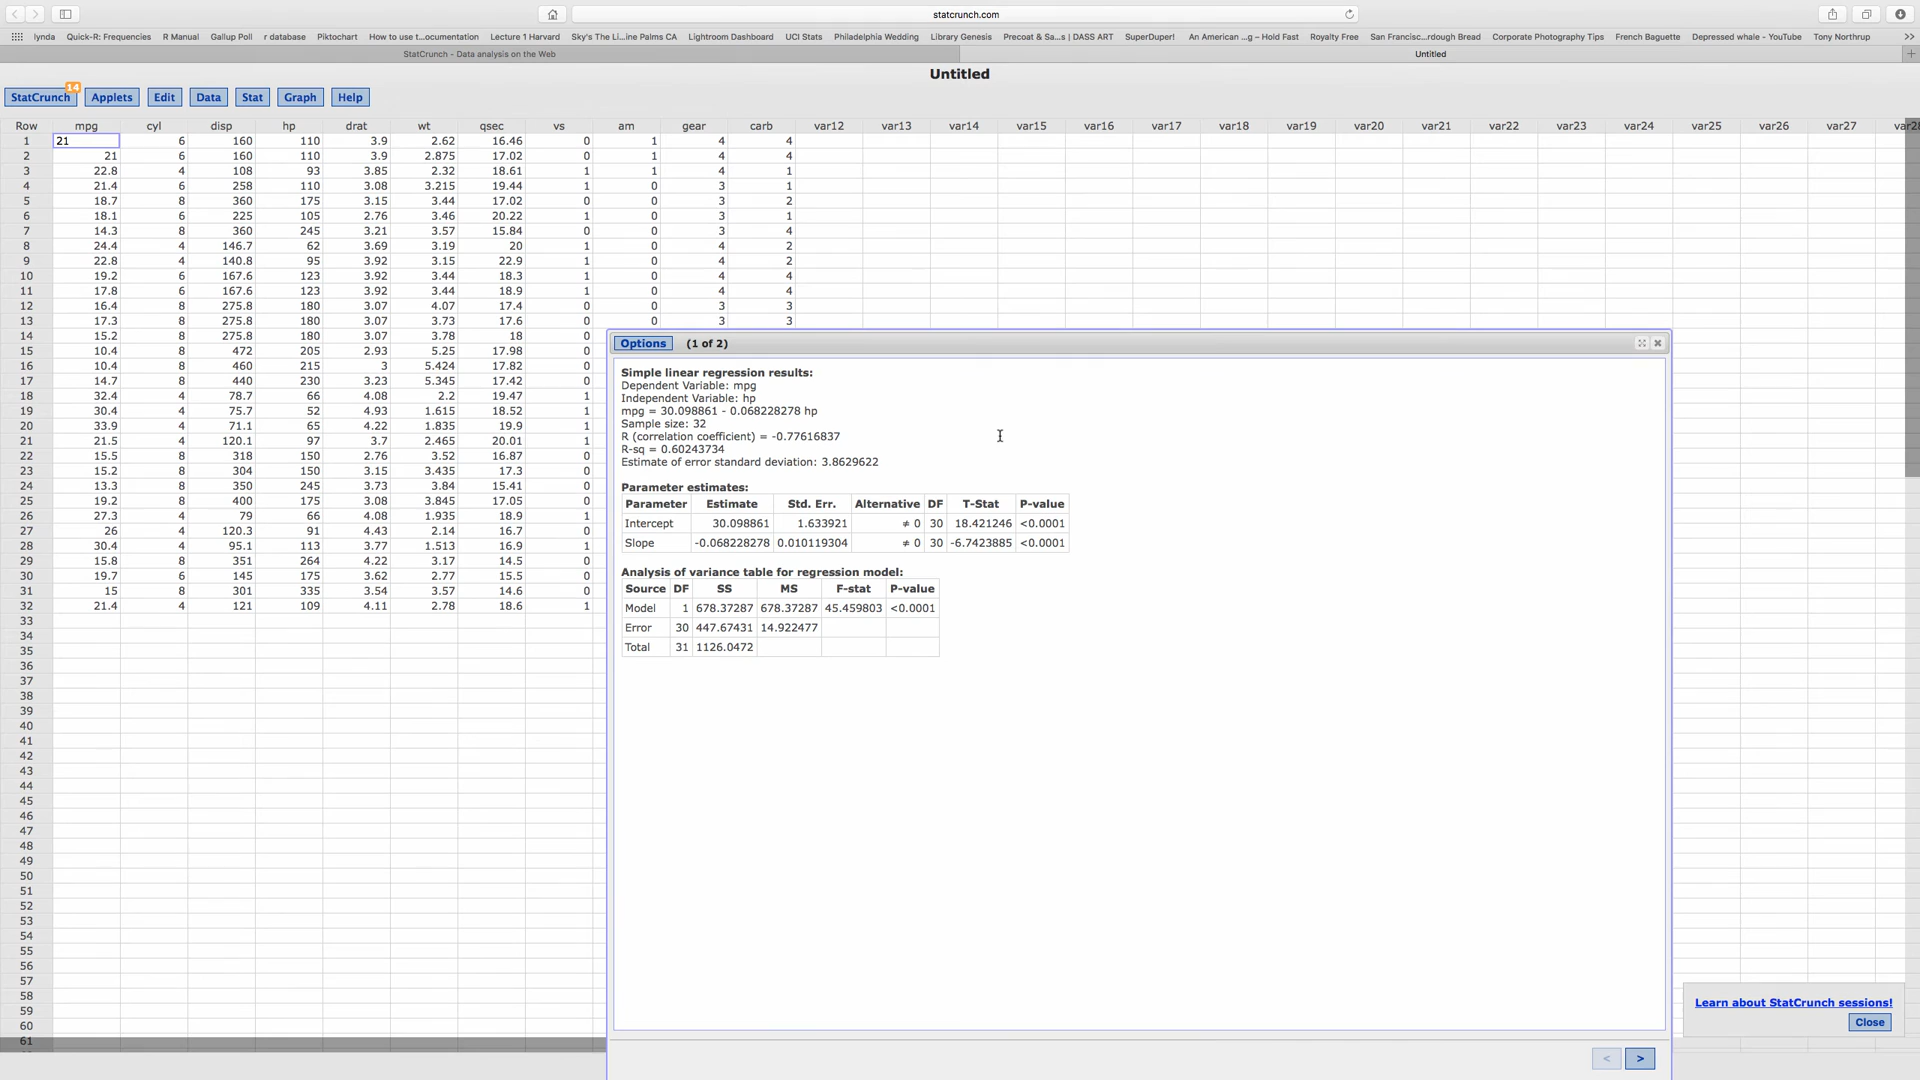 statcrunch.com
lynda Quick-R: Frequencies R Manual Gallup Poll r database Piktochart How to use t...ocumentation Lecture 1 Harvard Sky's The Li...ine Palms CA Lightroom Dashboard UCI Stats Philadelphia Wedding Library Genesis Precoat & Sa...s | DASS ART SuperDuper! An American ...g – Hold Fast Royalty Free San Francisc...rdough Bread Corporate Photography Tips French Baguette Depressed whale - YouTube Tony Northrup >>
StatCrunch - Data analysis on the Web Untitled +
Untitled
14
StatCrunch Applets Edit Data Stat Graph Help
Row mpg cyl disp hp drat wt qsec vs am gear carb var12 var13 var14 var15 var16 var17 var18 var19 var20 var21 var22 var23 var24 var25 var26 var27 var28
1 21 6 160 110 3.9 2.62 16.46 0 1 4 4
2 21 6 160 110 3.9 2.875 17.02 0 1 4 4
3 22.8 4 108 93 3.85 2.32 18.61 1 1 4 1
4 21.4 6 258 110 3.08 3.215 19.44 1 0 3 1
5 18.7 8 360 175 3.15 3.44 17.02 0 0 3 2
6 18.1 6 225 105 2.76 3.46 20.22 1 0 3 1
7 14.3 8 360 245 3.21 3.57 15.84 0 0 3 4
8 24.4 4 146.7 62 3.69 3.19 20 1 0 4 2
9 22.8 4 140.8 95 3.92 3.15 22.9 1 0 4 2
10 19.2 6 167.6 123 3.92 3.44 18.3 1 0 4 4
11 17.8 6 167.6 123 3.92 3.44 18.9 1 0 4 4
12 16.4 8 275.8 180 3.07 4.07 17.4 0 0 3 3
13 17.3 8 275.8 180 3.07 3.73 17.6 0 0 3 3
14 15.2 8 275.8 180 3.07 3.78 18 0
15 10.4 8 472 205 2.93 5.25 17.98 0
16 10.4 8 460 215 3 5.424 17.82 0
17 14.7 8 440 230 3.23 5.345 17.42 0
18 32.4 4 78.7 66 4.08 2.2 19.47 1
19 30.4 4 75.7 52 4.93 1.615 18.52 1
20 33.9 4 71.1 65 4.22 1.835 19.9 1
21 21.5 4 120.1 97 3.7 2.465 20.01 1
22 15.5 8 318 150 2.76 3.52 16.87 0
23 15.2 8 304 150 3.15 3.435 17.3 0
24 13.3 8 350 245 3.73 3.84 15.41 0
25 19.2 8 400 175 3.08 3.845 17.05 0
26 27.3 4 79 66 4.08 1.935 18.9 1
27 26 4 120.3 91 4.43 2.14 16.7 0
28 30.4 4 95.1 113 3.77 1.513 16.9 1
29 15.8 8 351 264 4.22 3.17 14.5 0
30 19.7 6 145 175 3.62 2.77 15.5 0
31 15 8 301 335 3.54 3.57 14.6 0
32 21.4 4 121 109 4.11 2.78 18.6 1
33
34
35
36
37
38
39
40
41
42
43
44
45
46
47
48
49
50
51
52
53
54
55
56
57
58
59
60
61
Options (1 of 2)
Simple linear regression results:
Dependent Variable: mpg
Independent Variable: hp
mpg = 30.098861 - 0.068228278 hp
Sample size: 32
R (correlation coefficient) = -0.77616837
R-sq = 0.60243734
Estimate of error standard deviation: 3.8629622
Parameter estimates:
Parameter Estimate Std. Err. Alternative DF T-Stat P-value
Intercept 30.098861 1.633921 ≠ 0 30 18.421246 <0.0001
Slope -0.068228278 0.010119304 ≠ 0 30 -6.7423885 <0.0001
Analysis of variance table for regression model:
Source DF SS MS F-stat P-value
Model 1 678.37287 678.37287 45.459803 <0.0001
Error 30 447.67431 14.922477
Total 31 1126.0472
< >
Learn about StatCrunch sessions!
Close